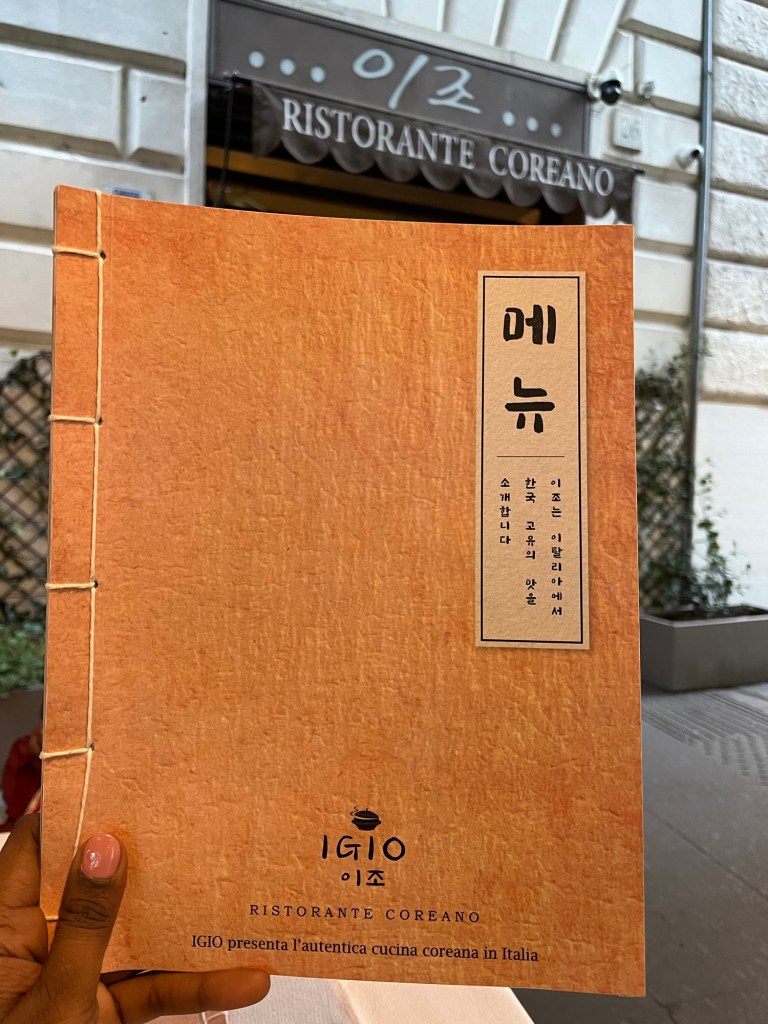 이조
RISTORANTE COREANO
메뉴
이조는 이탈리아에서
한국 고유의 맛을
소개합니다
IGIO
이조
RISTORANTE COREANO
IGIO presenta l'autentica cucina coreana in Italia